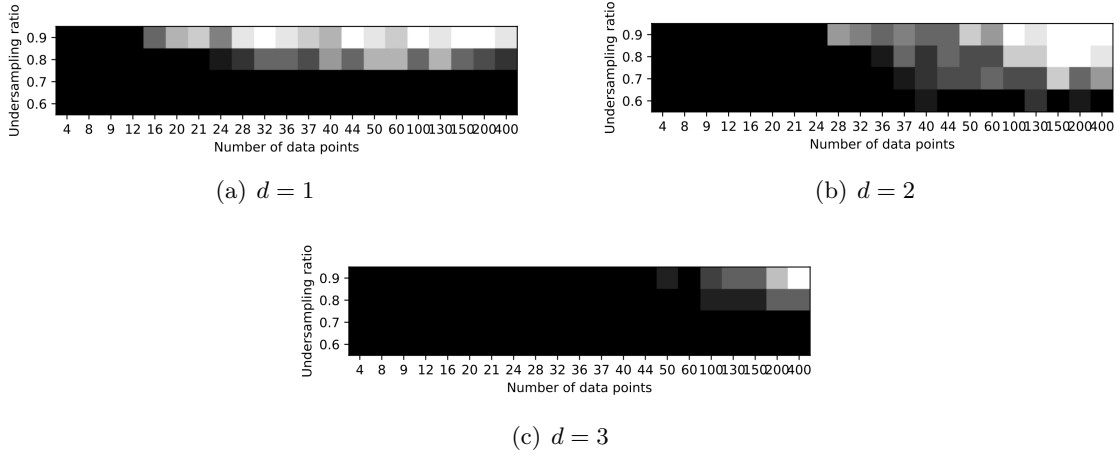 Undersampling ratio
0.9
0.8
0.7
0.6
4 8 9 12 16 20 21 24 28 32 36 37 40 44 50 60 100 130 150 200 400
Number of data points
(a) d = 1
Undersampling ratio
0.9
0.8
0.7
0.6
4 8 9 12 16 20 21 24 28 32 36 37 40 44 50 60 100 130 150 200 400
Number of data points
(b) d = 2
Undersampling ratio
0.9
0.8
0.7
0.6
4 8 9 12 16 20 21 24 28 32 36 37 40 44 50 60 100 130 150 200 400
Number of data points
(c) d = 3